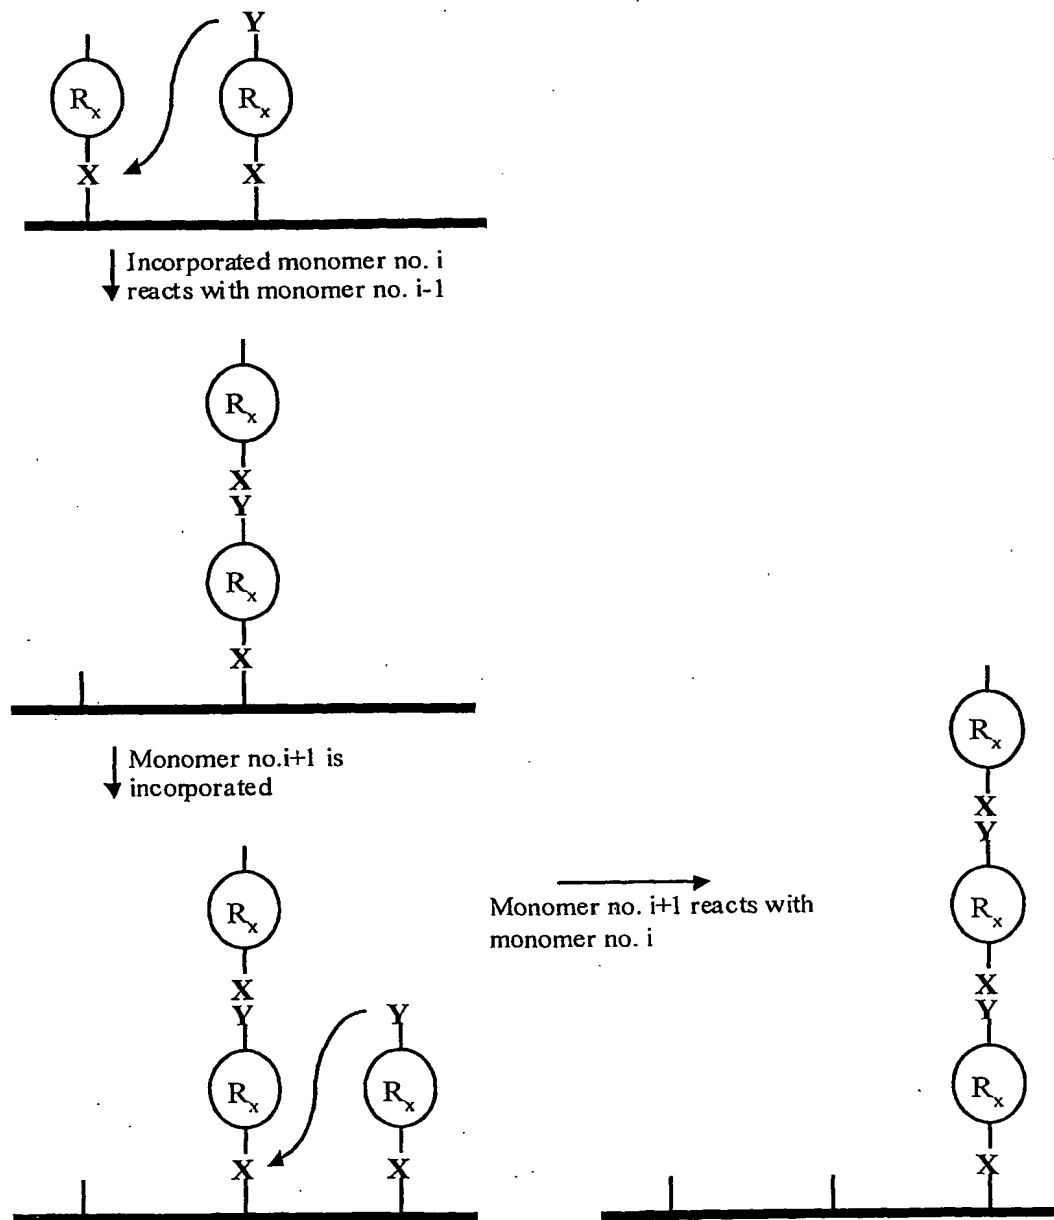 Y
Rx
Rx
X
X
Incorporated monomer no. i
reacts with monomer no. i-1
Rx
X
Y
Rx
X
Monomer no.i+1 is
incorporated
Rx
X
Y
Y
Rx
Rx
X
X
Monomer no. i+1 reacts with
monomer no. i
Rx
X
Y
Rx
X
Y
Rx
X